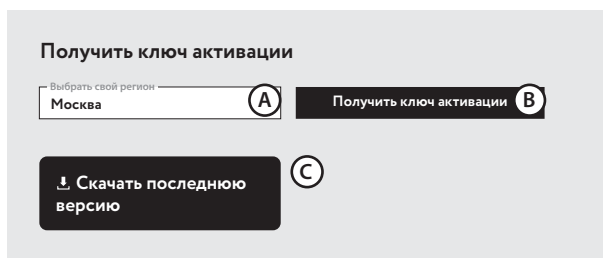 Получить ключ активации
Выбрать свой регион
Москва
A
Получить ключ активации
B
Скачать последнюю
версию
C